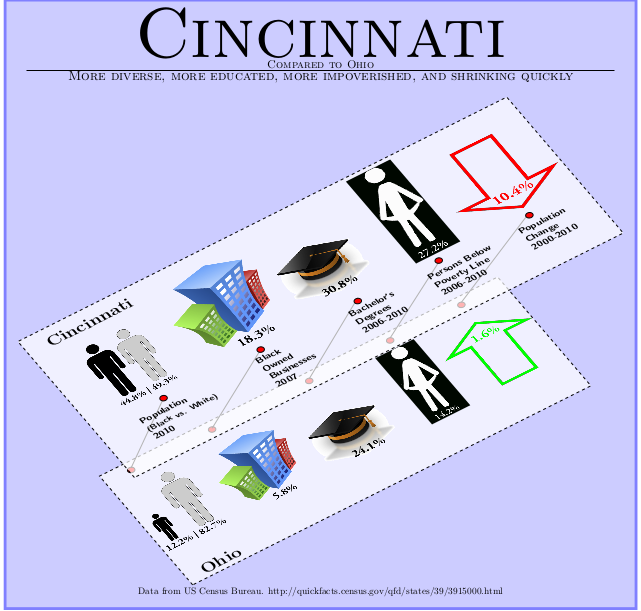 CINCINNATI
COMPARED TO OHIO
MORE DIVERSE, MORE EDUCATED, MORE IMPOVERISHED, AND SHRINKING QUICKLY
10.4%
Population
Change
2000-2010
27.2%
Persons Below
Poverty Line
2006-2010
30.8%
Bachelor's
Degrees
2006-2010
18.3%
Black
Owned
Businesses
2007
Cincinnati
44.8% | 49.3%
Population
(Black vs. White)
2010
1.6%
14.2%
24.1%
5.8%
12.2% | 82.7%
Ohio
Data from US Census Bureau. http://quickfacts.census.gov/qfd/states/39/3915000.html